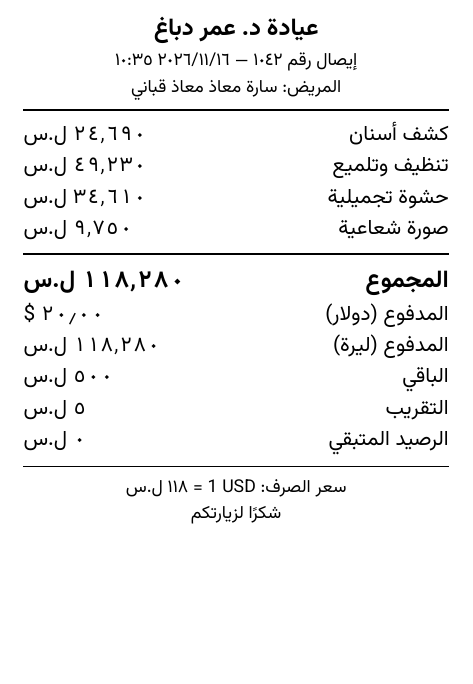 عيادة د. عمر دباغ
إيصال رقم ١٠٤٢ — ٢٠٢٦/١١/١٦ ١٠:٣٥
المريض: سارة معاذ معاذ قباني
كشف أسنان ٢٤,٦٩٠ ل.س
تنظيف وتلميع ٤٩,٢٣٠ ل.س
حشوة تجميلية ٣٤,٦١٠ ل.س
صورة شعاعية ٩,٧٥٠ ل.س
المجموع ١١٨,٢٨٠ ل.س
المدفوع (دولار) ٢٠٫٠٠ $
المدفوع (ليرة) ١١٨,٢٨٠ ل.س
الباقي ٥٠٠ ل.س
التقريب ٥ ل.س
الرصيد المتبقي ٠ ل.س
سعر الصرف: 1 USD = ١١٨ ل.س
شكرًا لزيارتكم